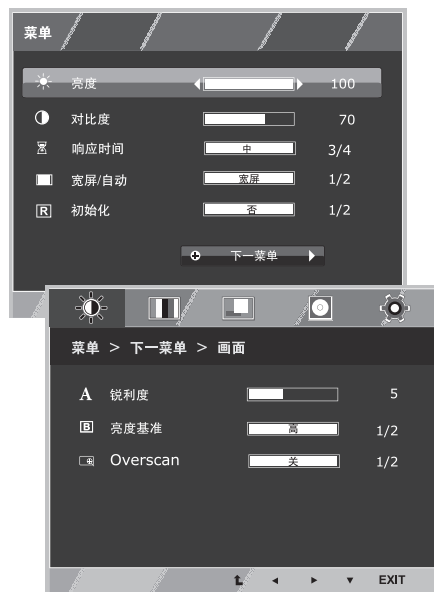 菜单
亮度 100
对比度 70
响应时间 中 3/4
宽屏/自动 宽屏 1/2
R 初始化 否 1/2
下一菜单
菜单 > 下一菜单 > 画面
A 锐利度 5
B 亮度基准 高 1/2
Overscan 关 1/2
EXIT